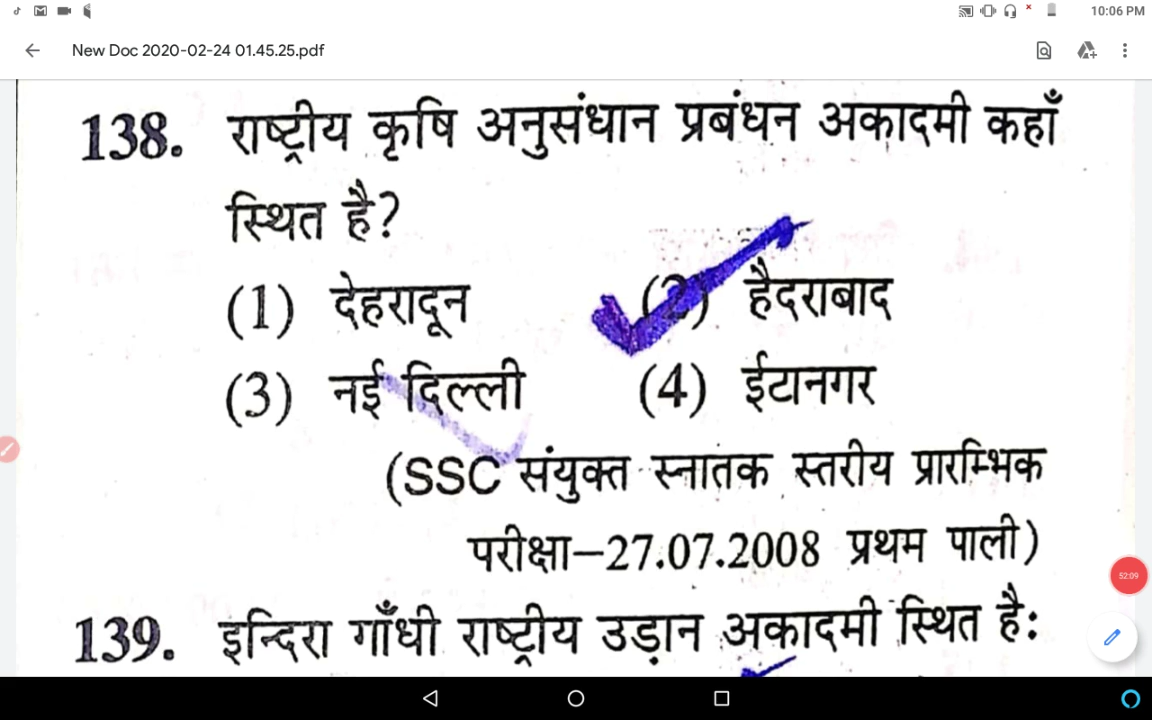 10:06 PM
New Doc 2020-02-24 01.45.25.pdf
138. राष्ट्रीय कृषि अनुसंधान प्रबंधन अकादमी कहाँ
स्थित है?
(1) देहरादून (2) हैदराबाद
(3) नई दिल्ली (4) ईटानगर
(SSC संयुक्त स्नातक स्तरीय प्रारम्भिक
परीक्षा–27.07.2008 प्रथम पाली)
52:09
139. इन्दिरा गाँधी राष्ट्रीय उड़ान अकादमी स्थित है: